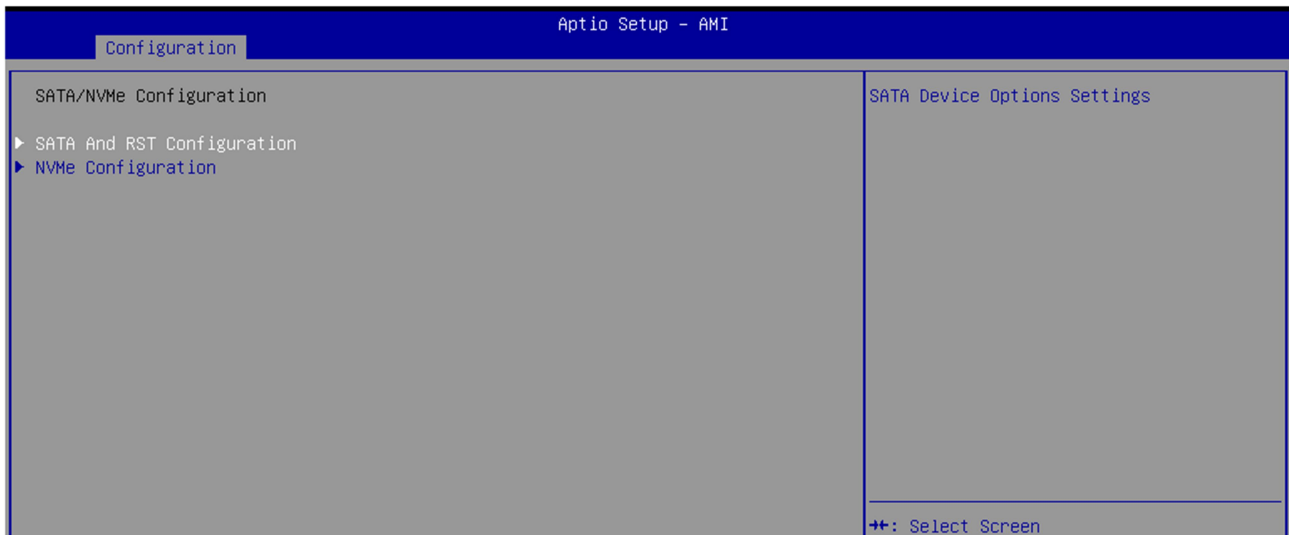 Aptio Setup – AMI
Configuration
SATA/NVMe Configuration
▶ SATA And RST Configuration
▶ NVMe Configuration
SATA Device Options Settings
→←: Select Screen